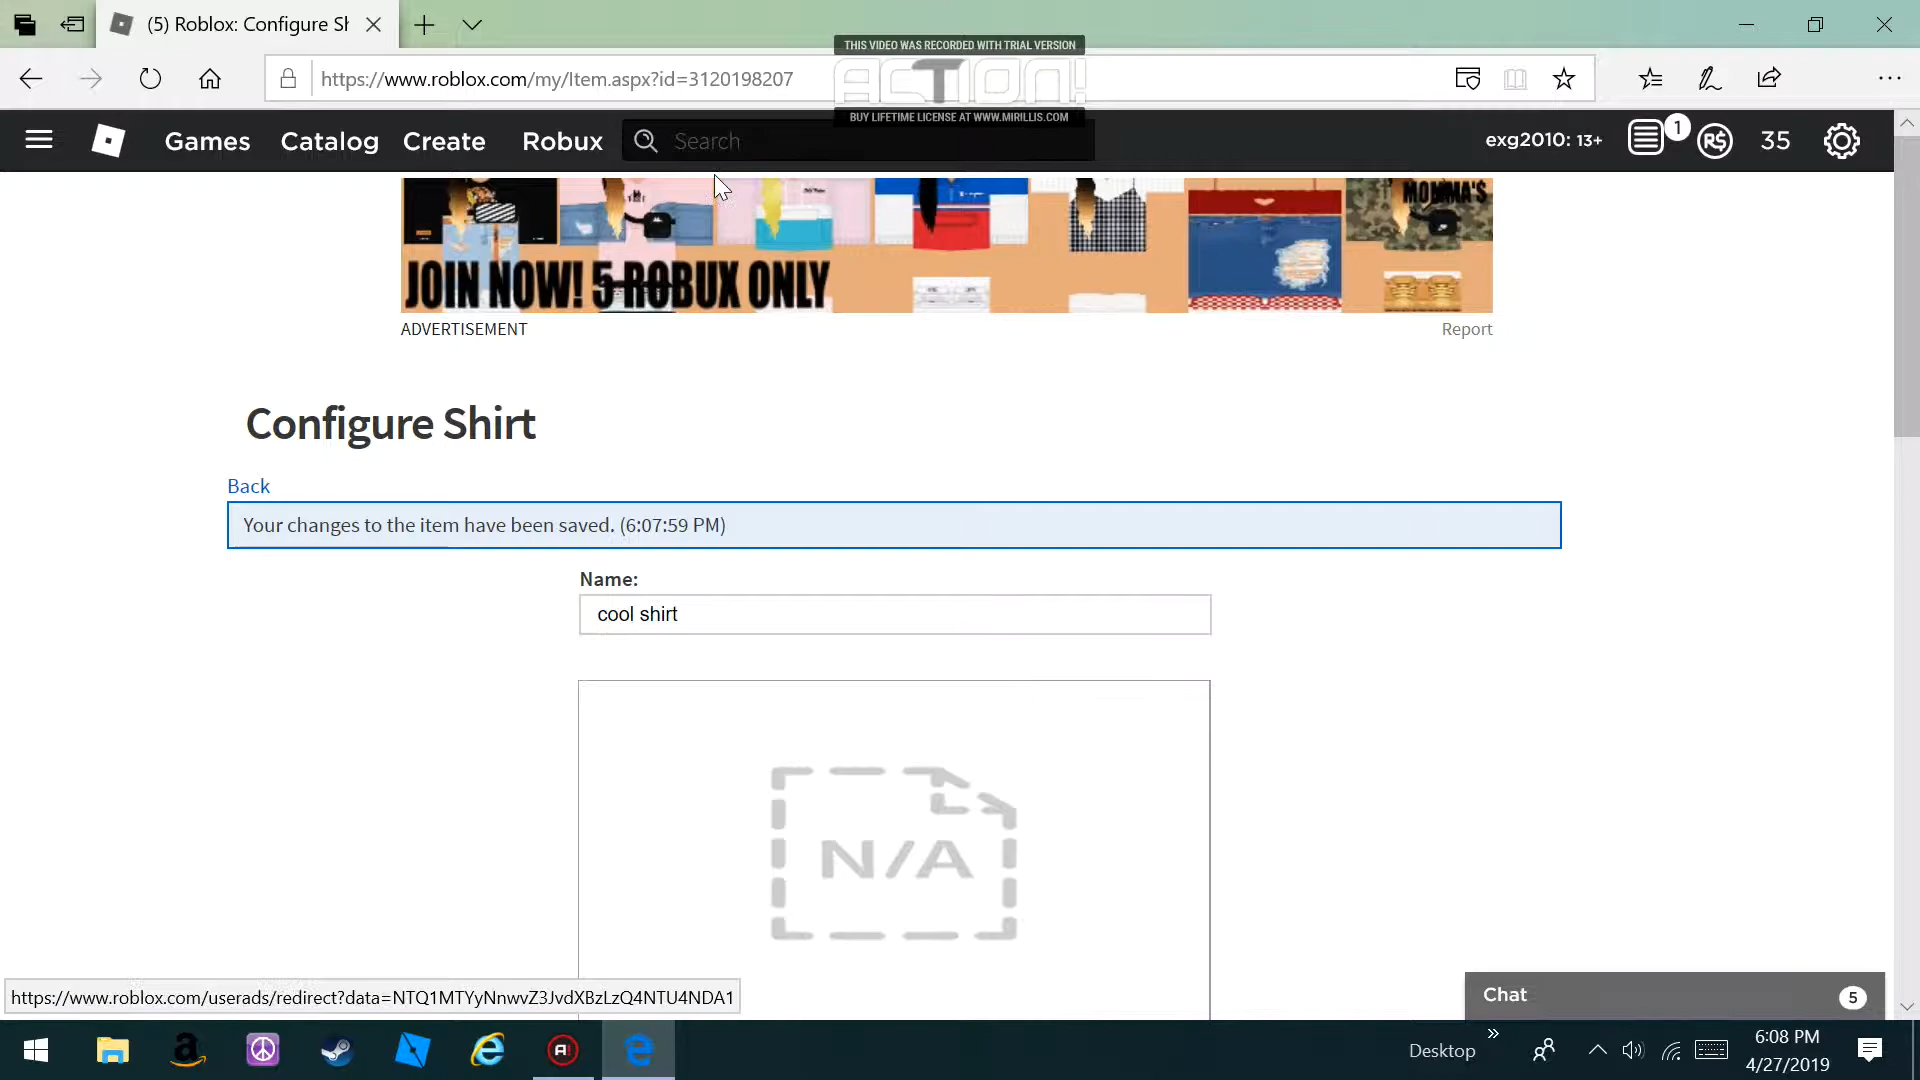 (5) Roblox: Configure Sh
THIS VIDEO WAS RECORDED WITH TRIAL VERSION
https://www.roblox.com/my/Item.aspx?id=3120198207
ACTION!
BUY LIFETIME LICENSE AT WWW.MIRILLIS.COM
Games Catalog Create Robux Search exg2010: 13+ 1 R$ 35
MOMMA'S
JOIN NOW! 5 ROBUX ONLY
ADVERTISEMENT Report
Configure Shirt
Back
Your changes to the item have been saved. (6:07:59 PM)
Name:
cool shirt
N/A
https://www.roblox.com/userads/redirect?data=NTQ1MTYyNnwvZ3JvdXBzLzQ4NTU4NDA1
Chat 5
Desktop
6:08 PM
4/27/2019